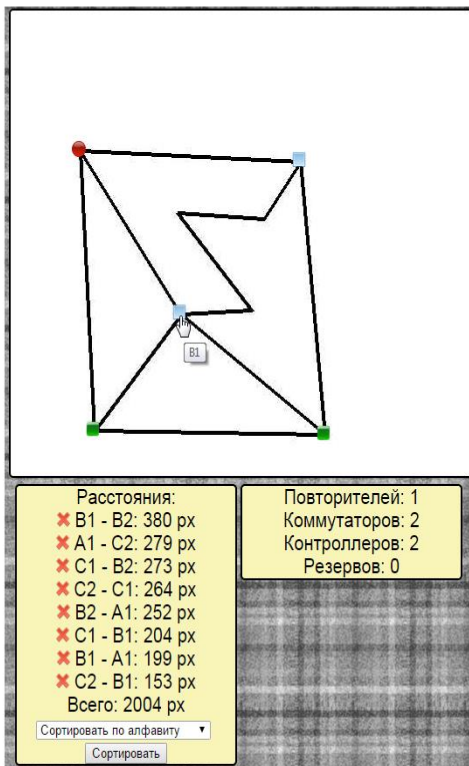 B1
Расстояния:
B1 - B2: 380 px
A1 - C2: 279 px
C1 - B2: 273 px
C2 - C1: 264 px
B2 - A1: 252 px
C1 - B1: 204 px
B1 - A1: 199 px
C2 - B1: 153 px
Всего: 2004 px
Сортировать по алфавиту
Сортировать
Повторителей: 1
Коммутаторов: 2
Контроллеров: 2
Резервов: 0